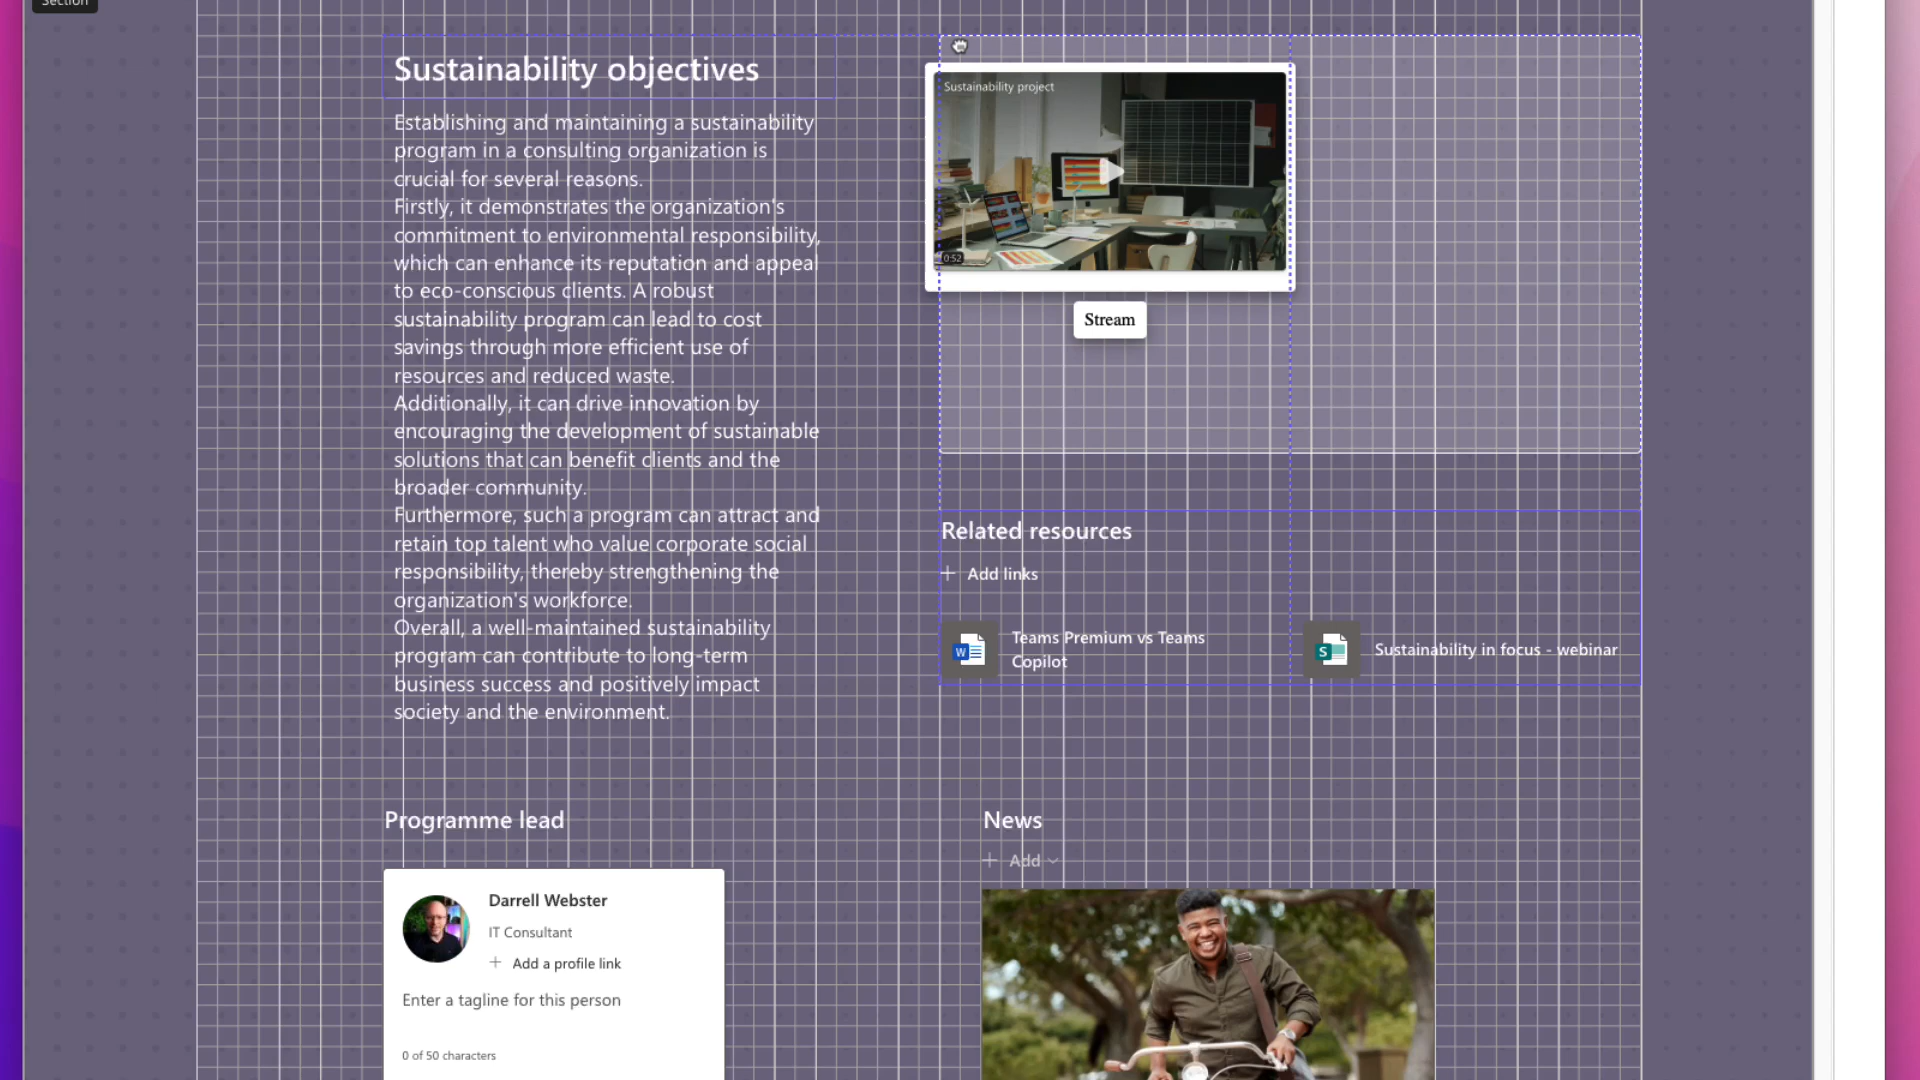 Section
Sustainability objectives
Establishing and maintaining a sustainability
program in a consulting organization is
crucial for several reasons.
Firstly, it demonstrates the organization's
commitment to environmental responsibility,
which can enhance its reputation and appeal
to eco-conscious clients. A robust
sustainability program can lead to cost
savings through more efficient use of
resources and reduced waste.
Additionally, it can drive innovation by
encouraging the development of sustainable
solutions that can benefit clients and the
broader community.
Furthermore, such a program can attract and
retain top talent who value corporate social
responsibility, thereby strengthening the
organization's workforce.
Overall, a well-maintained sustainability
program can contribute to long-term
business success and positively impact
society and the environment.
Sustainability project
0:52
Stream
Related resources
Add links
W
Teams Premium vs Teams
Copilot
S
Sustainability in focus - webinar
Programme lead
Darrell Webster
IT Consultant
Add a profile link
Enter a tagline for this person
0 of 50 characters
News
Add